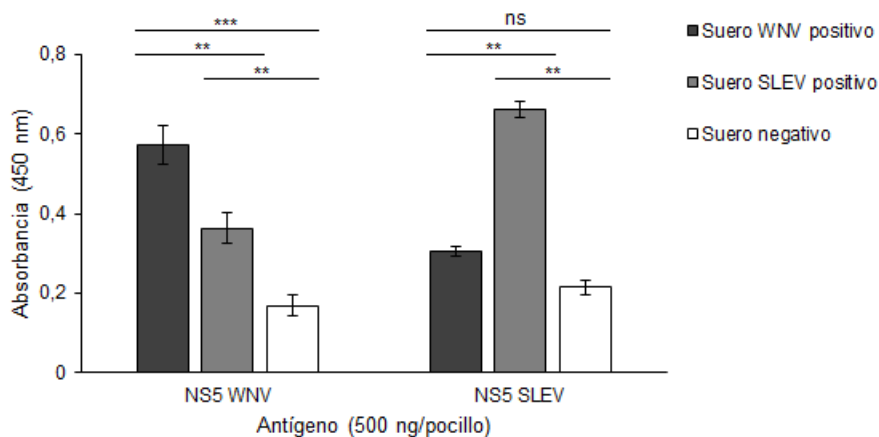 *** ns
** **
** **
Suero WNV positivo
Suero SLEV positivo
Suero negativo
Absorbancia (450 nm)
0,8
0,6
0,4
0,2
0
NS5 WNV NS5 SLEV
Antígeno (500 ng/pocillo)